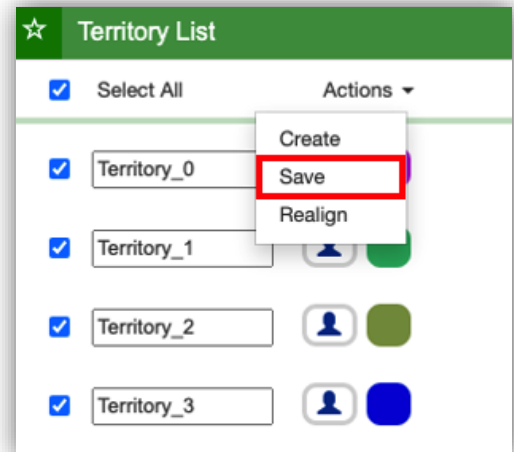 Territory List
Select All
Actions
Create
Territory_0
Save
Realign
Territory_1
Territory_2
Territory_3